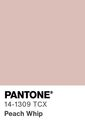 PANTONE®
14-1309 TCX
Peach Whip